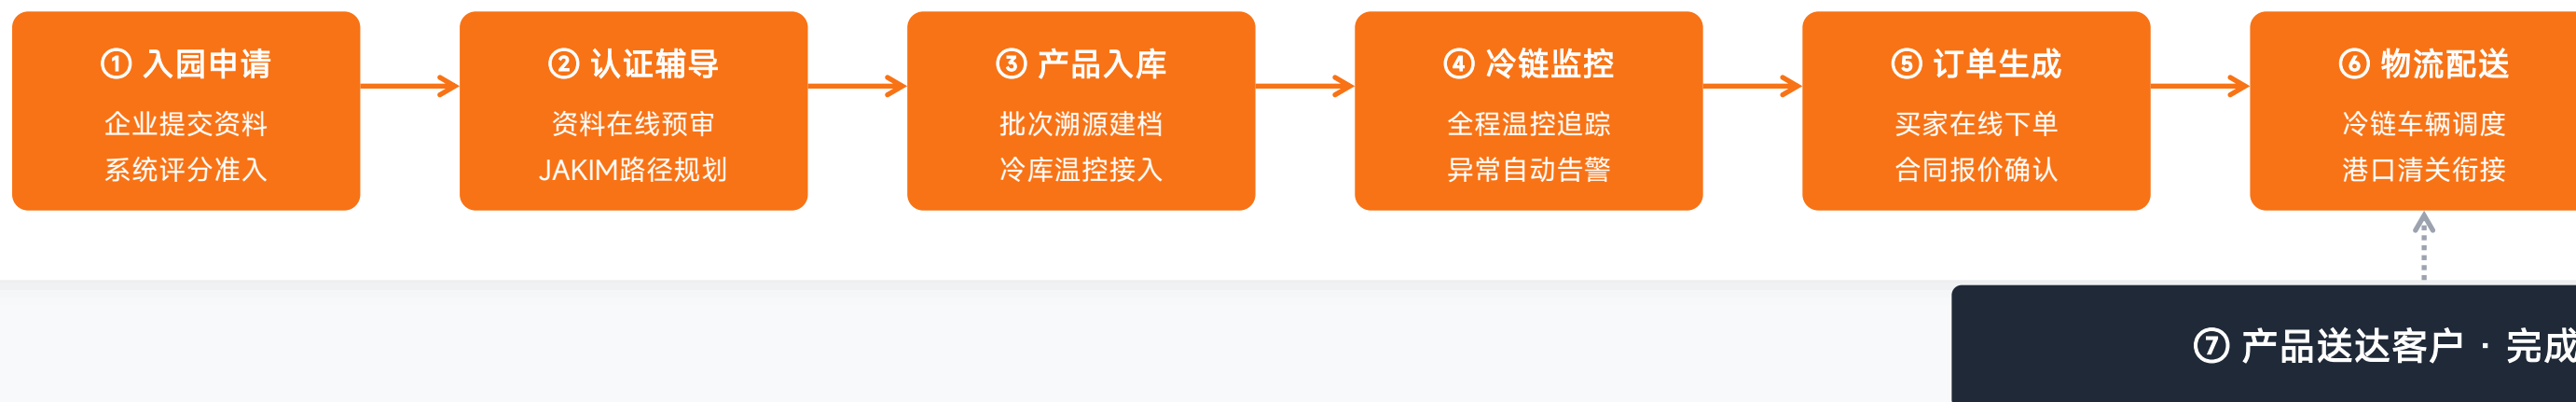 ① 入园申请
企业提交资料
系统评分准入
② 认证辅导
资料在线预审
JAKIM路径规划
③ 产品入库
批次溯源建档
冷库温控接入
④ 冷链监控
全程温控追踪
异常自动告警
⑤ 订单生成
买家在线下单
合同报价确认
⑥ 物流配送
冷链车辆调度
港口清关衔接
⑦ 产品送达客户 · 完成